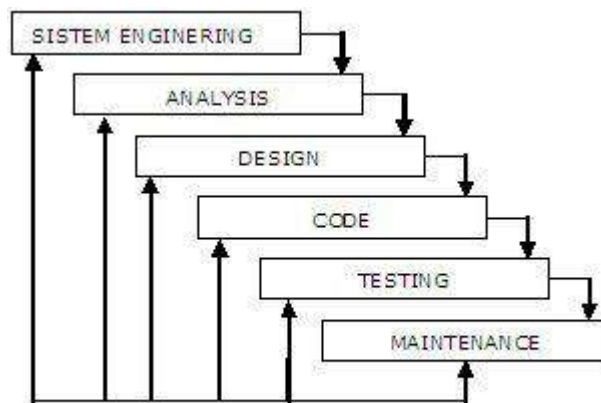 SISTEM ENGINERING
ANALYSIS
DESIGN
CODE
TESTING
MAINTENANCE